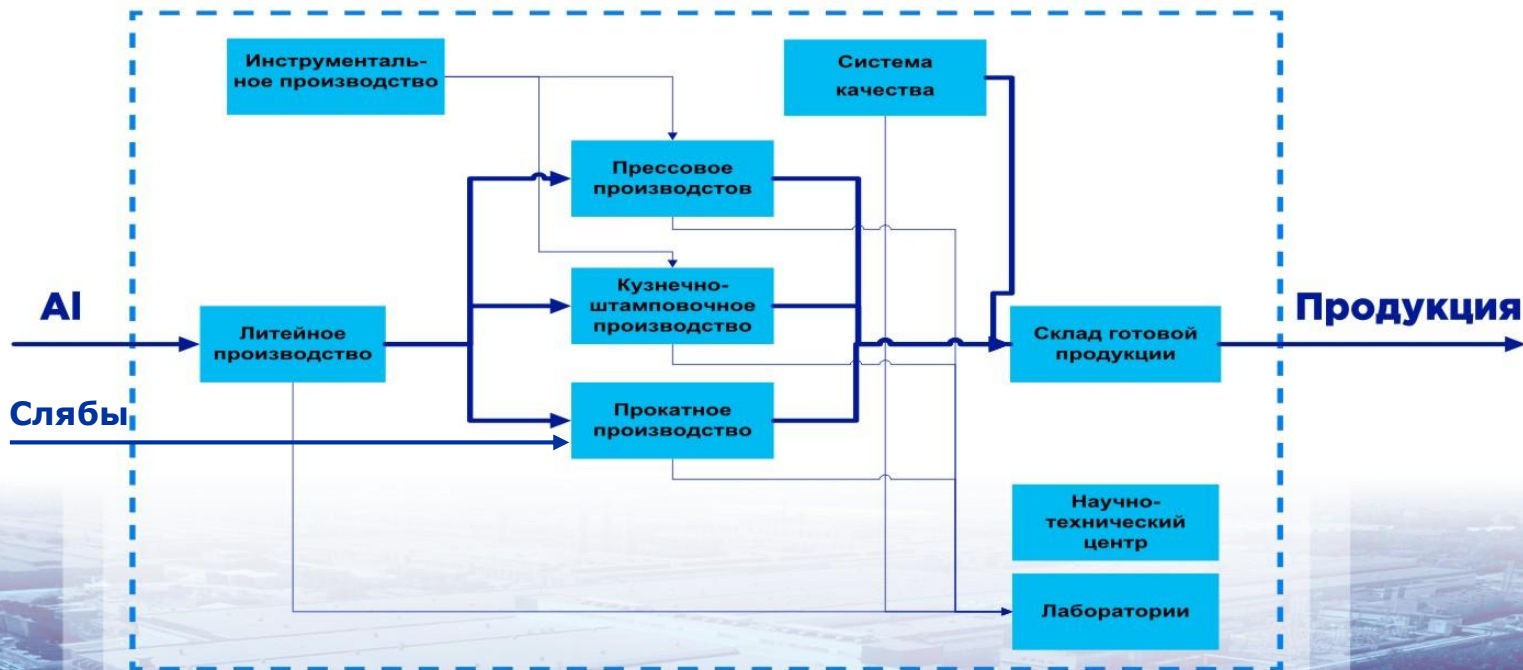 Инструменталь-
ное производство
Система
качества
Прессовое
производстов
Кузнечно-
штамповочное
производство
Al
Литейное
производство
Склад готовой
продукции
Продукция
Слябы
Прокатное
производство
Научно-
технический
центр
Лаборатории